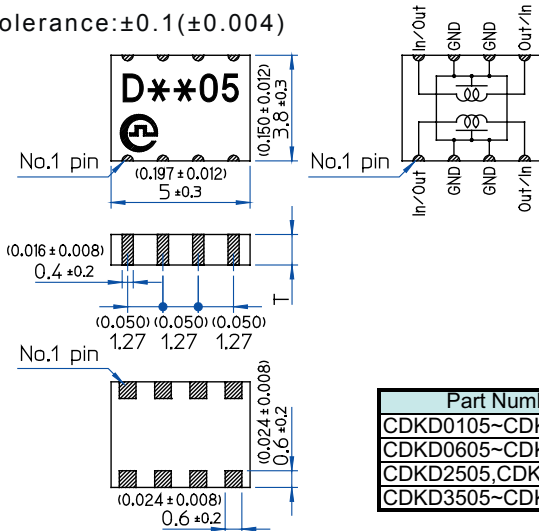 olerance:±0.1(±0.004)
D**05
(0.150±0.012)
3.8 ±0.3
No.1 pin
(0.197±0.012)
5 ±0.3
In/Out
GND
GND
Out/In
No.1 pin
In/Out
GND
GND
Out/In
(0.016±0.008)
0.4 ±0.2
T
(0.050) (0.050) (0.050)
1.27 1.27 1.27
No.1 pin
(0.024±0.008)
0.6 ±0.2
(0.024±0.008)
0.6 ±0.2
Part Num
CDKD0105~CDK
CDKD0605~CDK
CDKD2505,CDK
CDKD3505~CDK